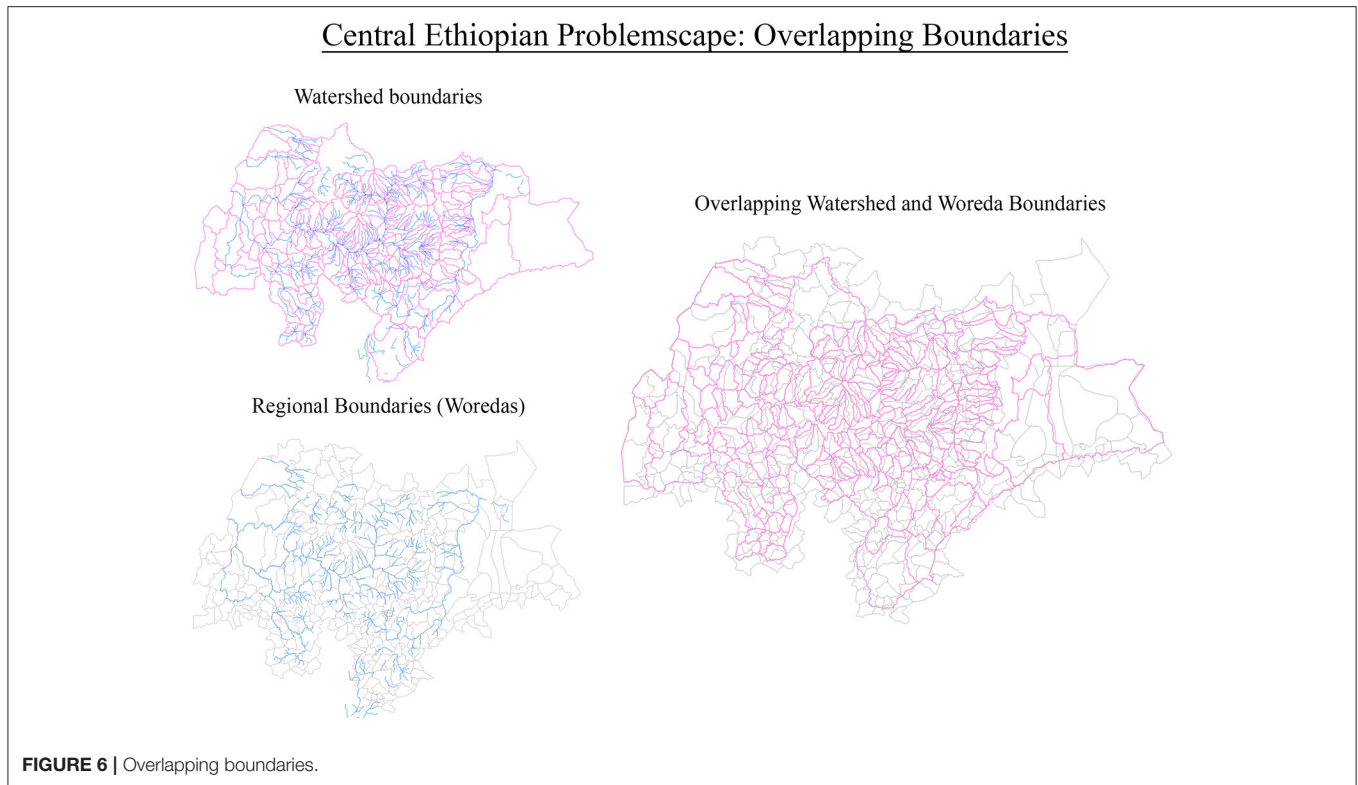 Central Ethiopian Problemscape: Overlapping Boundaries
Watershed boundaries
Overlapping Watershed and Woreda Boundaries
Regional Boundaries (Woredas)
FIGURE 6 | Overlapping boundaries.